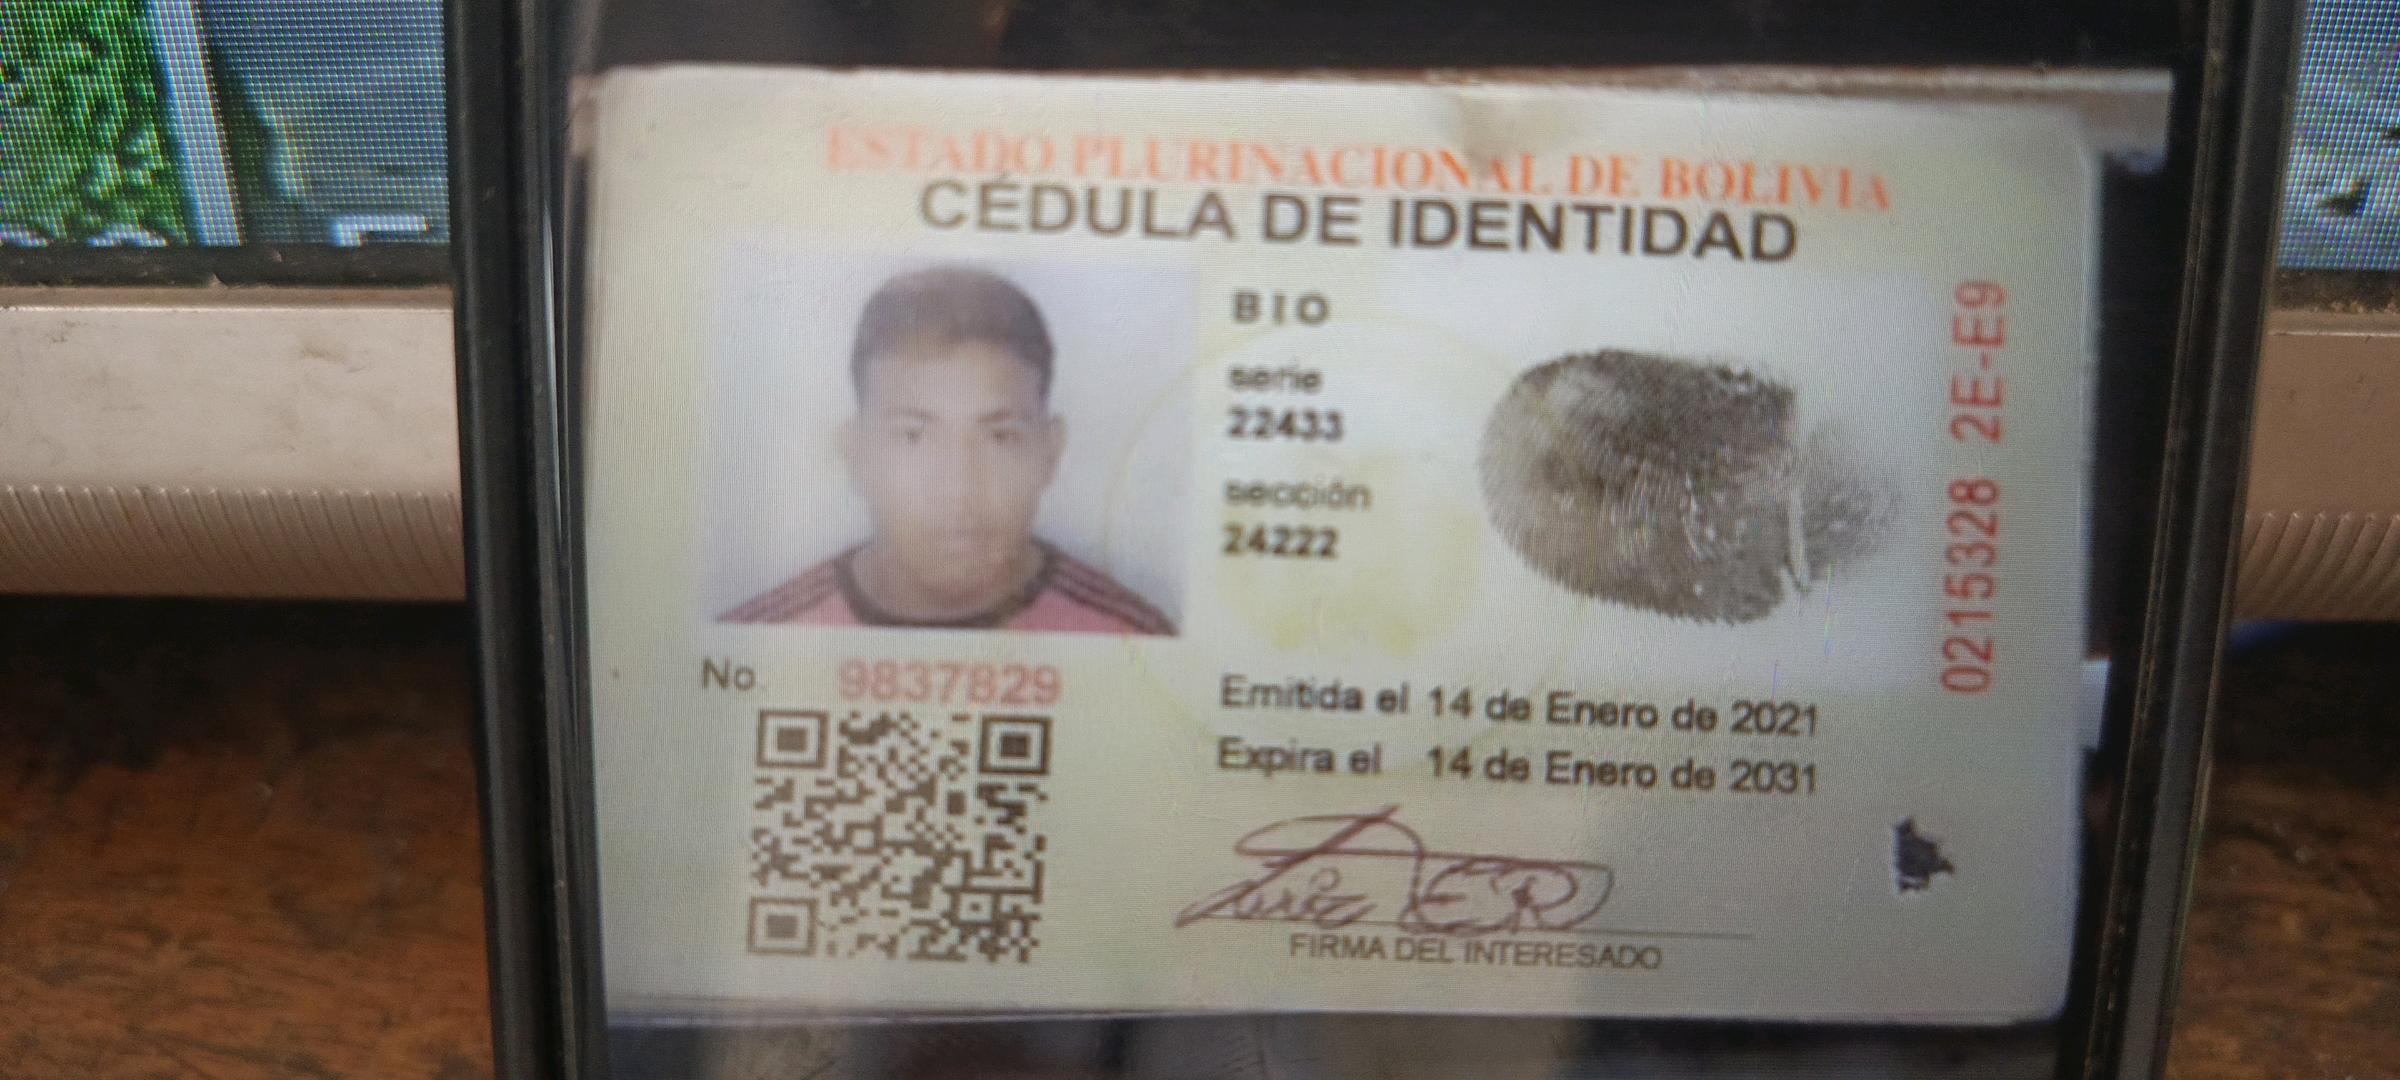 ESTADO PLURINACIONAL DE BOLIVIA
CÉDULA DE IDENTIDAD
BIO
serie
22433
sección
24222
0215328 2E-E9
No. 9837829
Emitida el 14 de Enero de 2021
Expira el 14 de Enero de 2031
FIRMA DEL INTERESADO